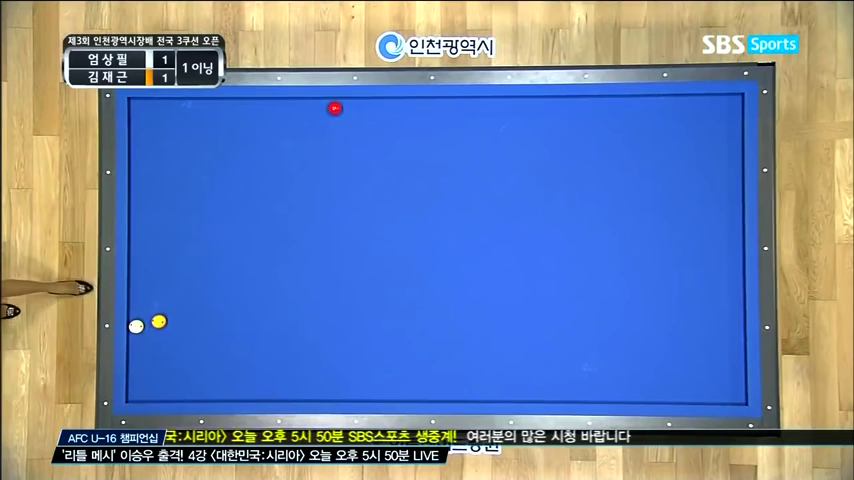 제3회 인천광역시장배 전국 3쿠션 오픈
엄상필 1
김재근 1
1 이닝
인천광역시
SBS Sports
AFC U-16 챔피언십
국:시리아> 오늘 오후 5시 50분 SBS스포츠 생중계! 여러분의 많은 시청 바랍니다
'리틀 메시' 이승우 출격! 4강 <대한민국:시리아> 오늘 오후 5시 50분 LIVE